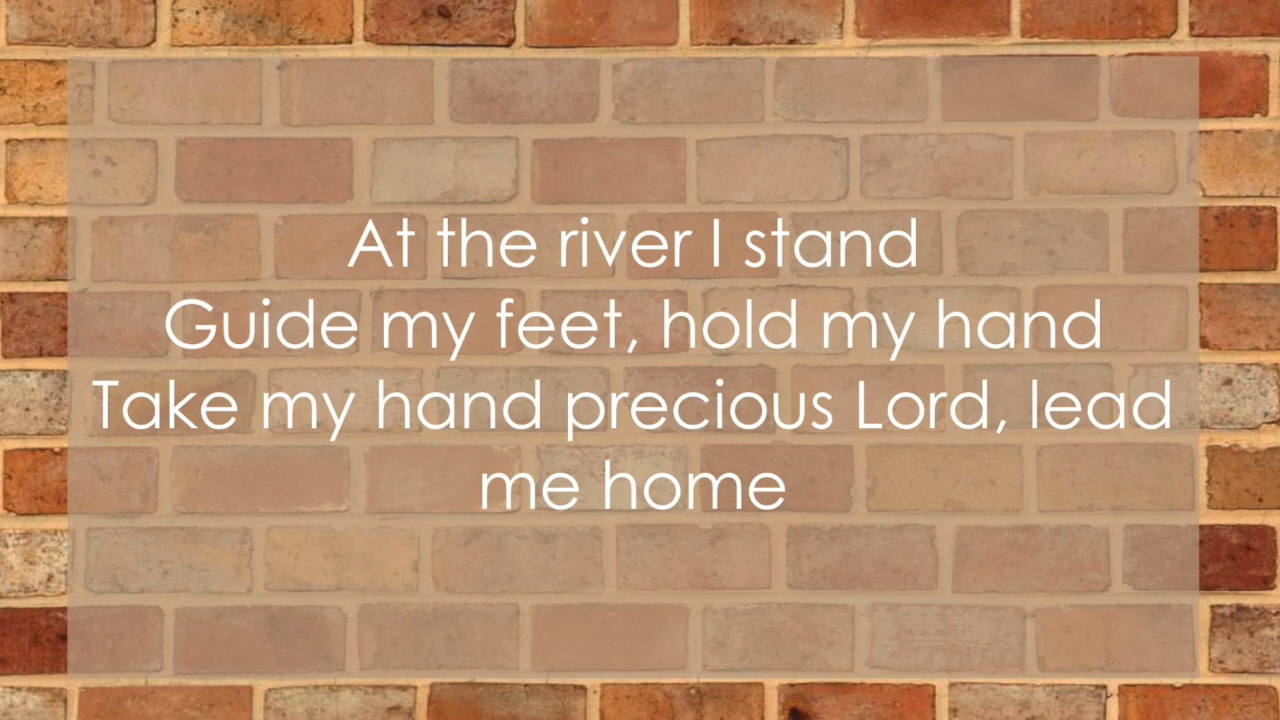 At the river I stand
Guide my feet, hold my hand
Take my hand precious Lord, lead
me home